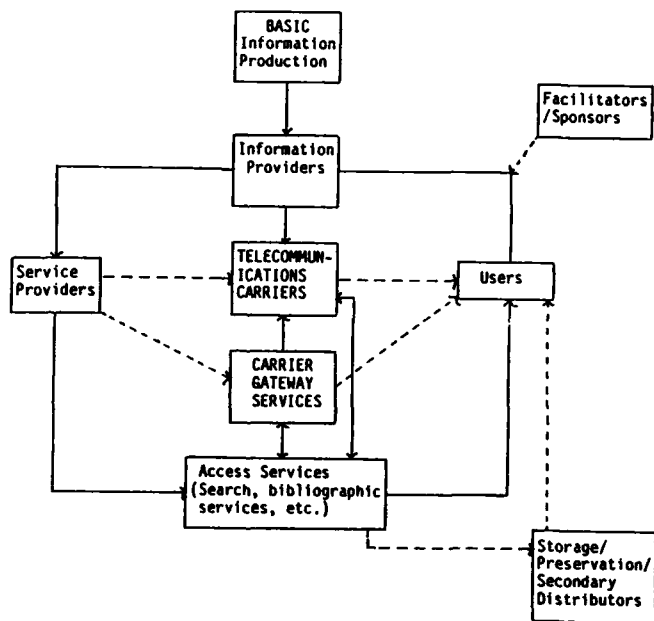 BASIC
Information
Production
Facilitators
/Sponsors
Information
Providers
Service
Providers
TELECOMMUN-
ICATIONS
CARRIERS
Users
CARRIER
GATEWAY
SERVICES
Access Services
(Search, bibliographic
services, etc.)
Storage/
Preservation/
Secondary
Distributors